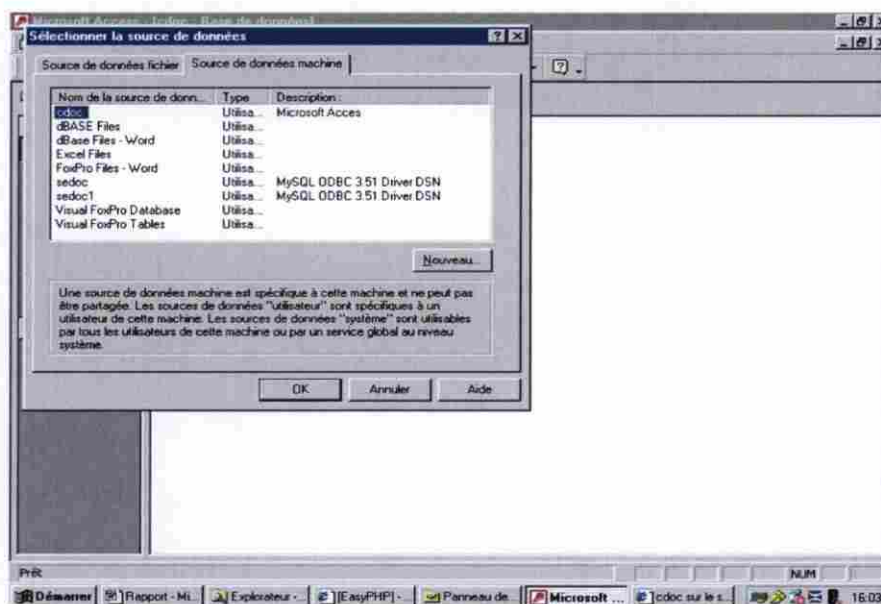 Microsoft Access - [cdoc : Base de données]
Sélectionner la source de données
Source de données fichier Source de données machine
Nom de la source de donn... Type Description :
cdoc Utilisa... Microsoft Acces
dBASE Files Utilisa...
dBase Files - Word Utilisa...
Excel Files Utilisa...
FoxPro Files - Word Utilisa...
sedoc Utilisa... MySQL ODBC 3.51 Driver DSN
sedoc1 Utilisa... MySQL ODBC 3.51 Driver DSN
Visual FoxPro Database Utilisa...
Visual FoxPro Tables Utilisa...
Nouveau...
Une source de données machine est spécifique à cette machine et ne peut pas
être partagée. Les sources de données "utilisateur" sont spécifiques à un
utilisateur de cette machine. Les sources de données "système" sont utilisables
par tous les utilisateurs de cette machine ou par un service global au niveau
système.
OK Annuler Aide
Prêt NUM
Démarrer Rapport - Mi... Explorateur -... [EasyPHP] -... Panneau de... Microsoft ... cdoc sur le s... 16:03